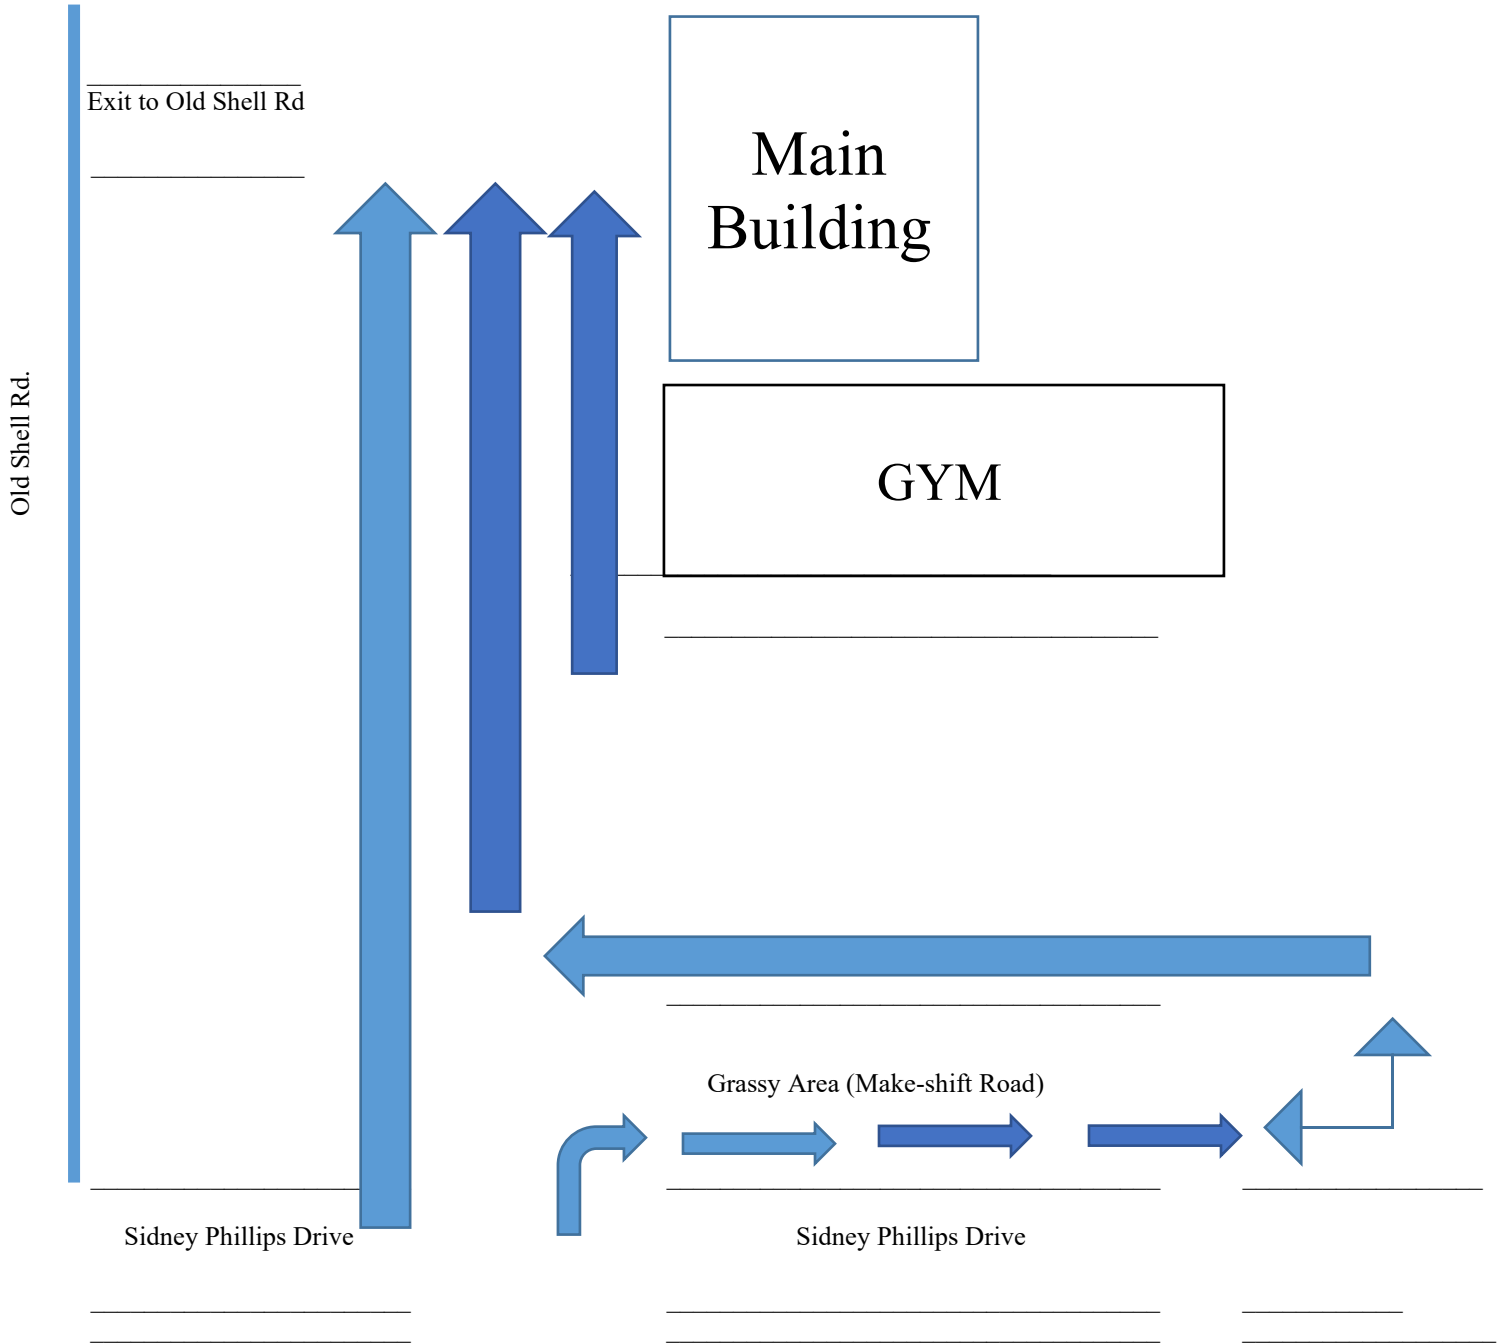 Exit to Old Shell Rd
Main
Building
Old Shell Rd.
GYM
Grassy Area (Make-shift Road)
Sidney Phillips Drive
Sidney Phillips Drive